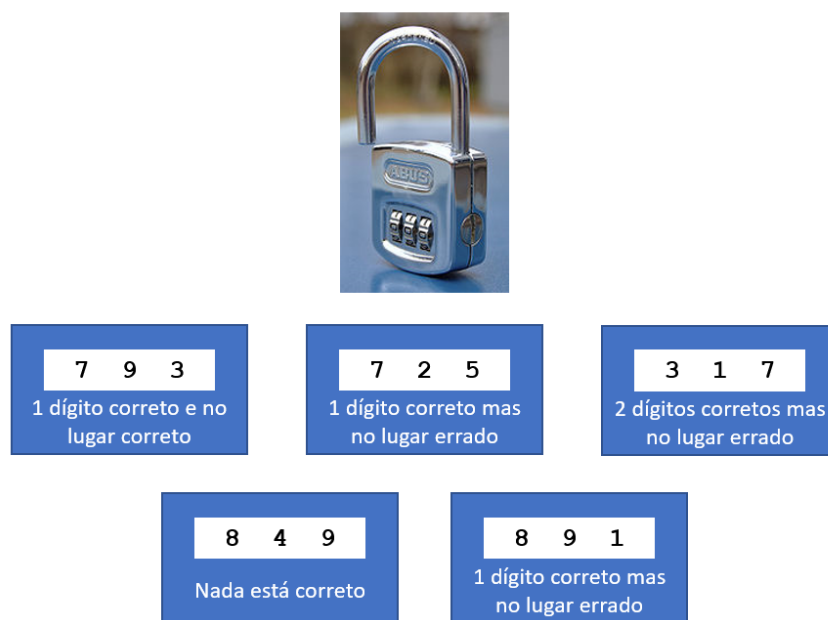 ABUS
7 9 3
1 dígito correto e no
lugar correto
7 2 5
1 dígito correto mas
no lugar errado
3 1 7
2 dígitos corretos mas
no lugar errado
8 4 9
Nada está correto
8 9 1
1 dígito correto mas
no lugar errado